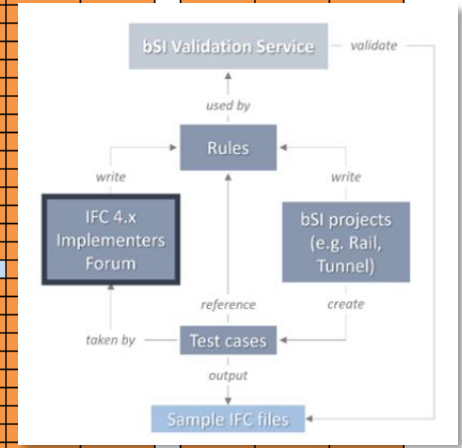 bSI Validation Service
validate
used by
Rules
write
write
IFC 4.x
Implementers
Forum
bSI projects
(e.g. Rail,
Tunnel)
reference
create
taken by
Test cases
output
Sample IFC files